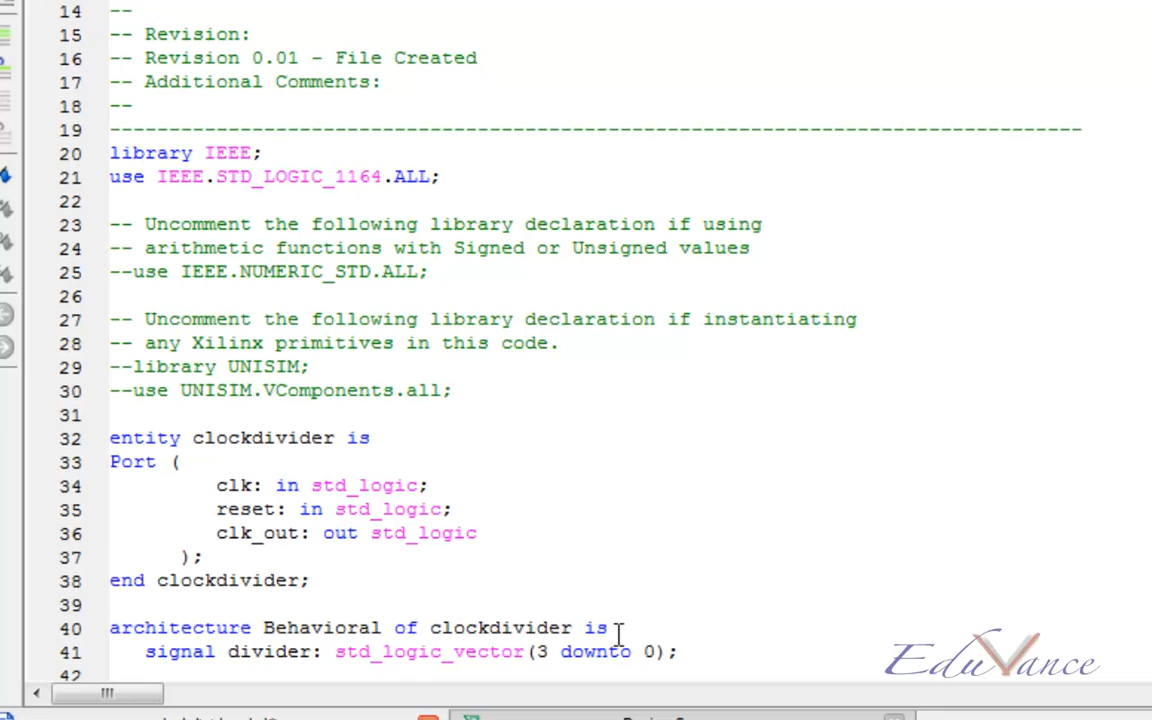 14 --
15 -- Revision:
16 -- Revision 0.01 - File Created
17 -- Additional Comments:
18 --
19 ----------------------------------------------------------------------------------
20 library IEEE;
21 use IEEE.STD_LOGIC_1164.ALL;
22
23 -- Uncomment the following library declaration if using
24 -- arithmetic functions with Signed or Unsigned values
25 --use IEEE.NUMERIC_STD.ALL;
26
27 -- Uncomment the following library declaration if instantiating
28 -- any Xilinx primitives in this code.
29 --library UNISIM;
30 --use UNISIM.VComponents.all;
31
32 entity clockdivider is
33 Port (
34 clk: in std_logic;
35 reset: in std_logic;
36 clk_out: out std_logic
37 );
38 end clockdivider;
39
40 architecture Behavioral of clockdivider is
41 signal divider: std_logic_vector(3 downto 0);
42
EduVance